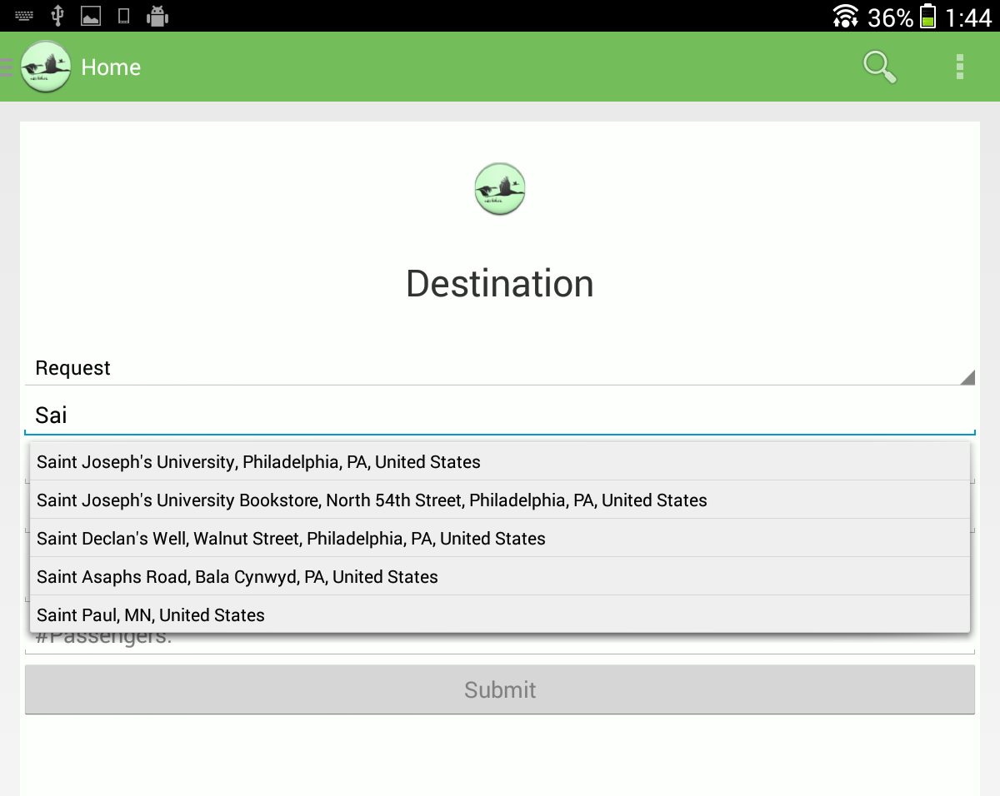 36% 1:44
Home
Destination
Request
Sai
Saint Joseph's University, Philadelphia, PA, United States
Saint Joseph's University Bookstore, North 54th Street, Philadelphia, PA, United States
Saint Declan's Well, Walnut Street, Philadelphia, PA, United States
Saint Asaphs Road, Bala Cynwyd, PA, United States
Saint Paul, MN, United States
#Passengers.
Submit